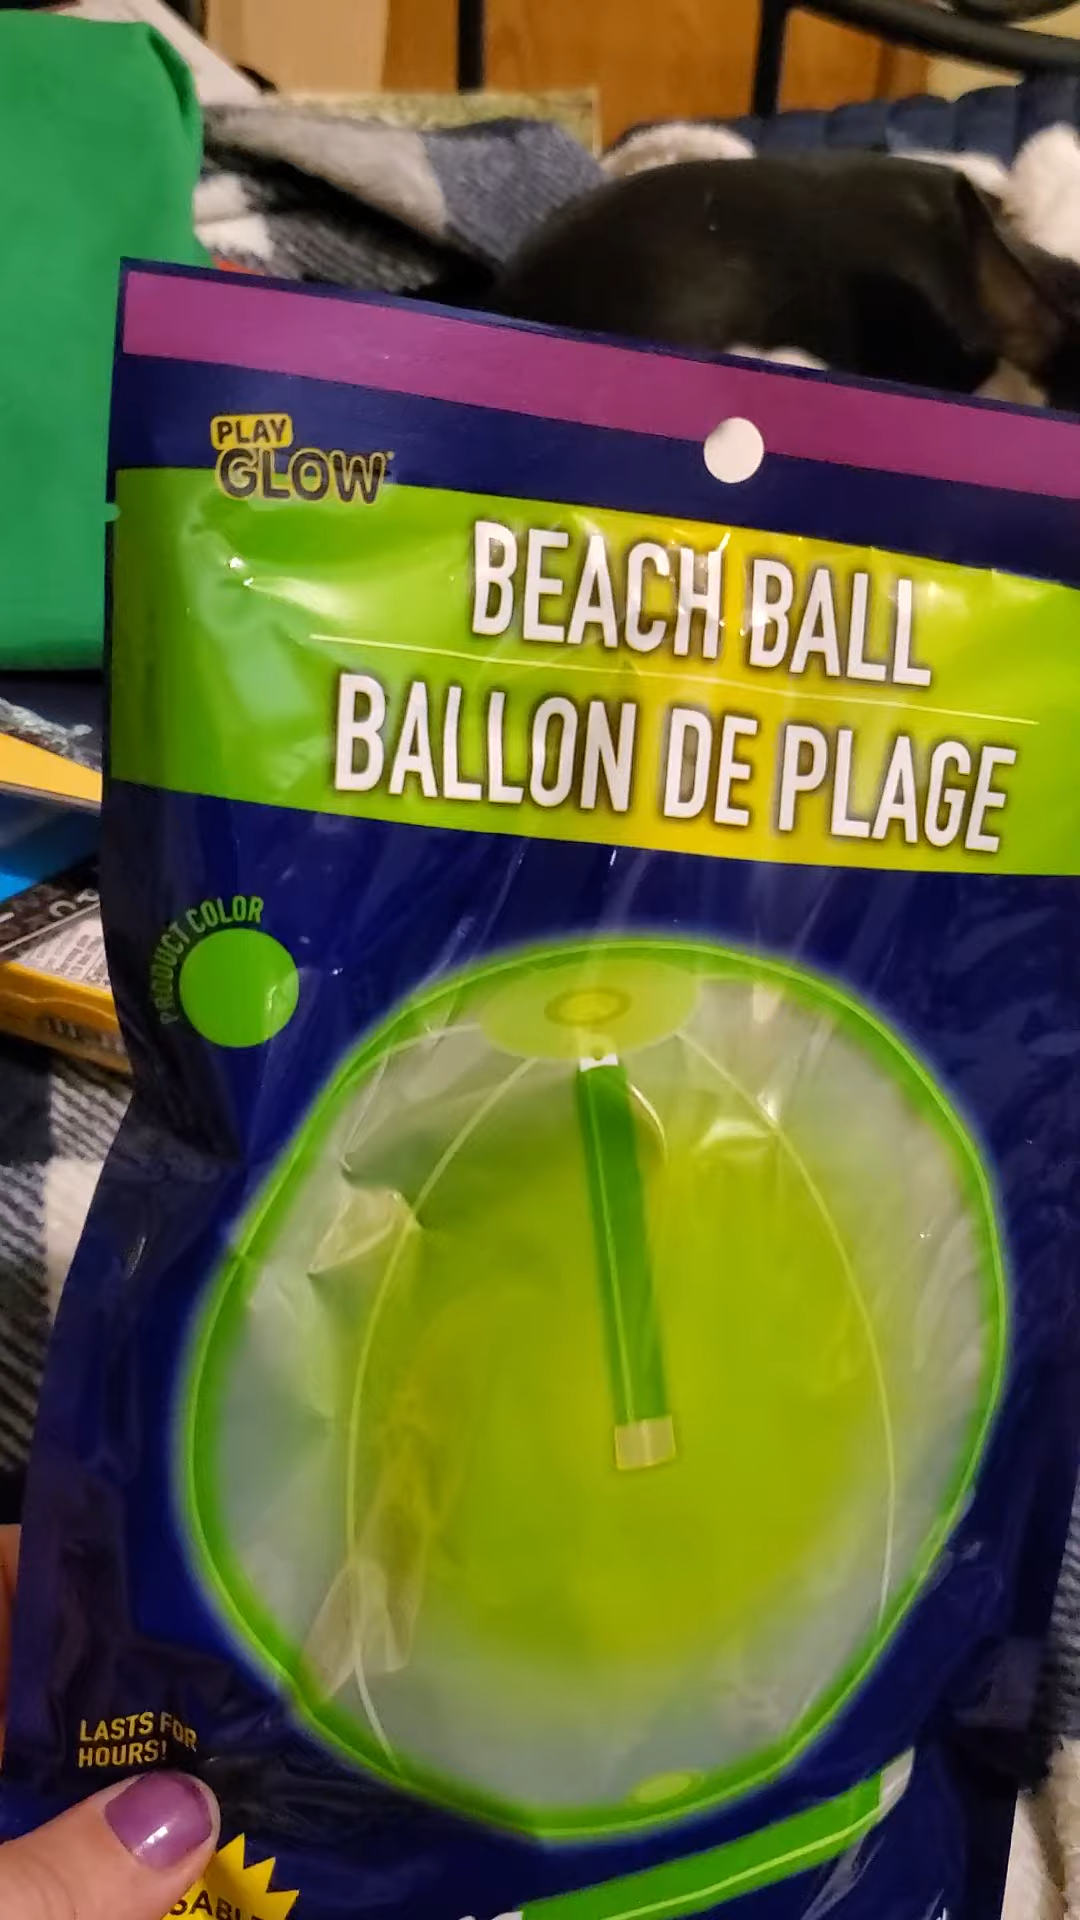 PLAY
GLOW
BEACH BALL
BALLON DE PLAGE
PRODUCT COLOR
LASTS FOR
HOURS!